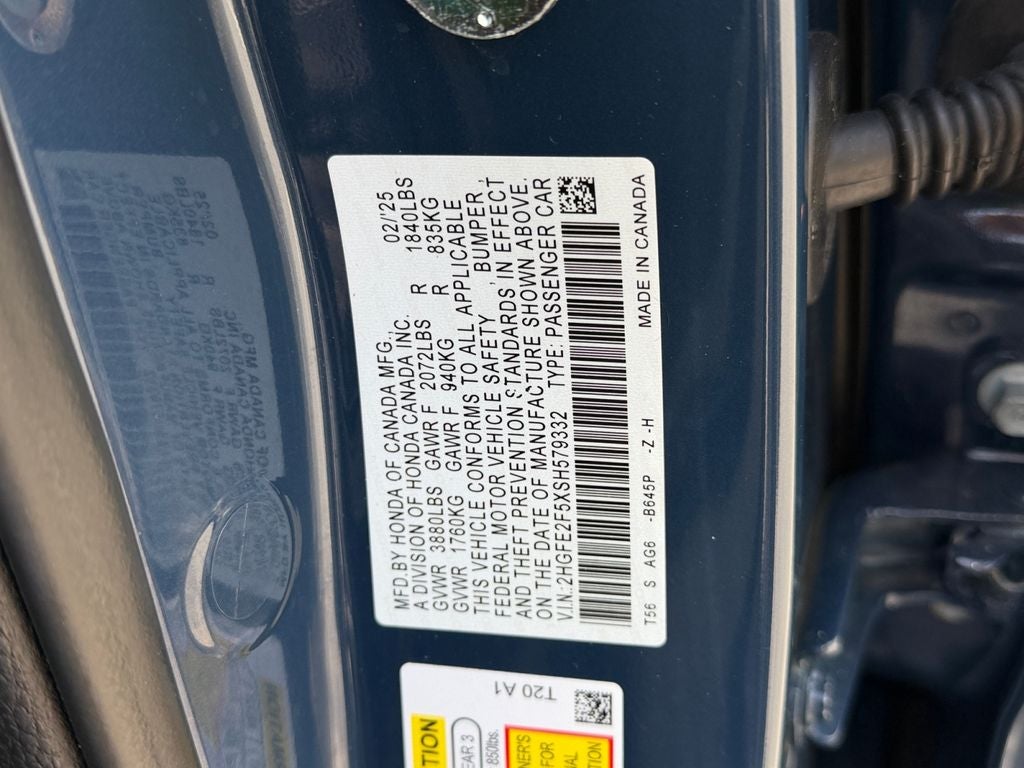 MFD.BY HONDA OF CANADA MFG., 02/'25
A DIVISION OF HONDA CANADA INC.
GVWR 3880LBS GAWR F 2072LBS R 1840LBS
GVWR 1760KG GAWR F 940KG R 835KG
THIS VEHICLE CONFORMS TO ALL APPLICABLE
FEDERAL MOTOR VEHICLE SAFETY, BUMPER,
AND THEFT PREVENTION STANDARDS IN EFFECT
ON THE DATE OF MANUFACTURE SHOWN ABOVE.
V.I.N.:2HGFE2F5XSH579332 TYPE:PASSENGER CAR
MADE IN CANADA
T56 S AG6 -B645P -Z -H
T20 A1
850lbs.